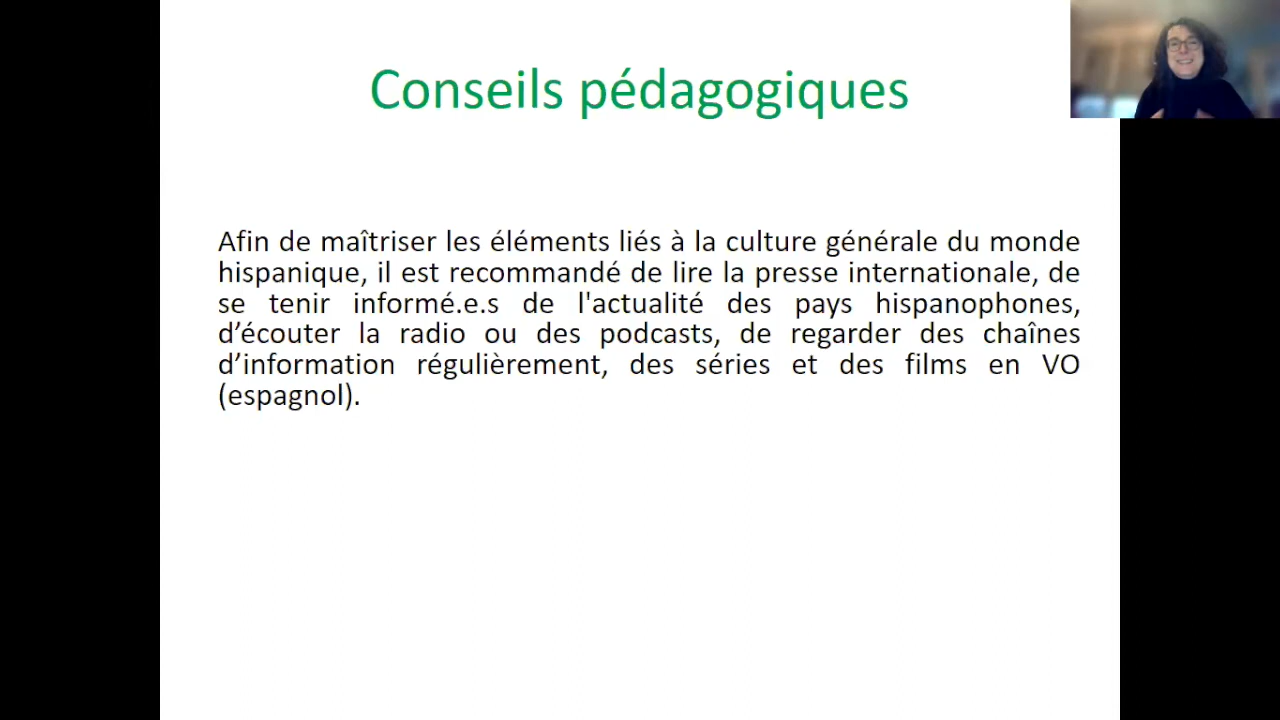 Conseils pédagogiques
Afin de maîtriser les éléments liés à la culture générale du monde
hispanique, il est recommandé de lire la presse internationale, de
se tenir informé.e.s de l'actualité des pays hispanophones,
d’écouter la radio ou des podcasts, de regarder des chaînes
d’information régulièrement, des séries et des films en VO
(espagnol).